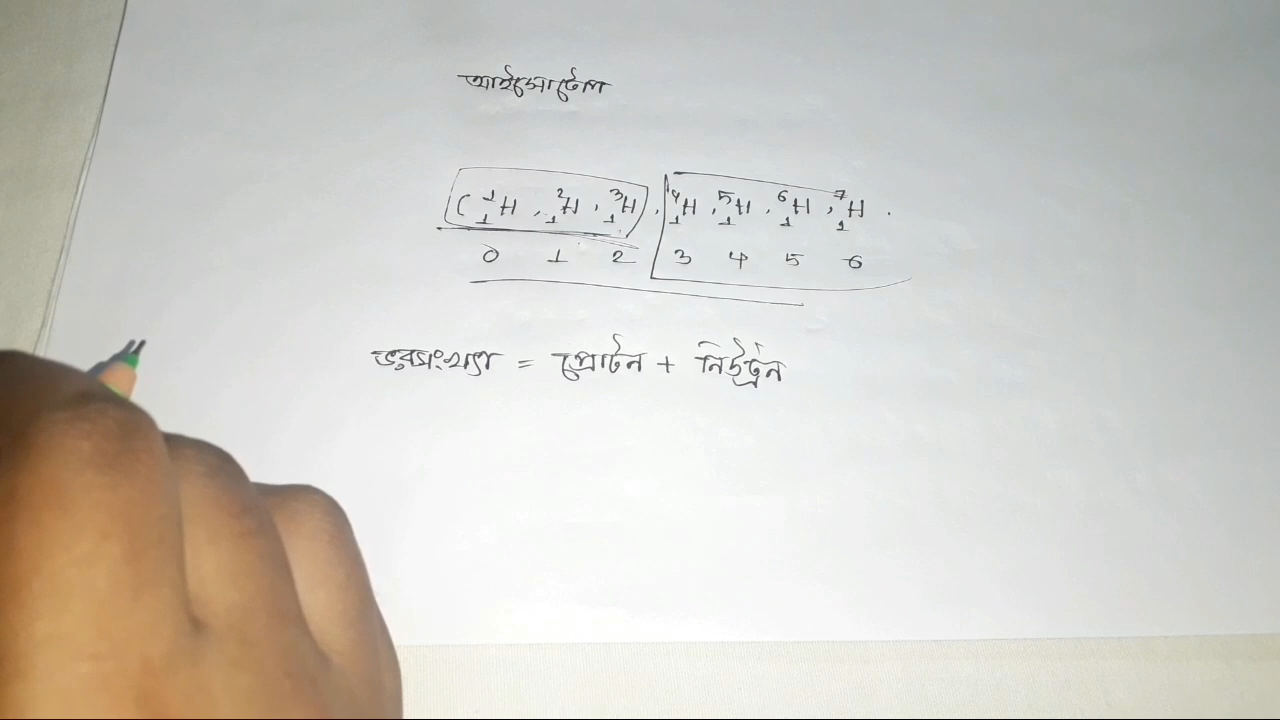 আইসোটোপ
(¹₁H, ²₁H, ³₁H), ⁴₁H, ⁵₁H, ⁶₁H, ⁷₁H.
0 1 2 3 4 5 6
ভরসংখ্যা = প্রোটন + নিউট্রন